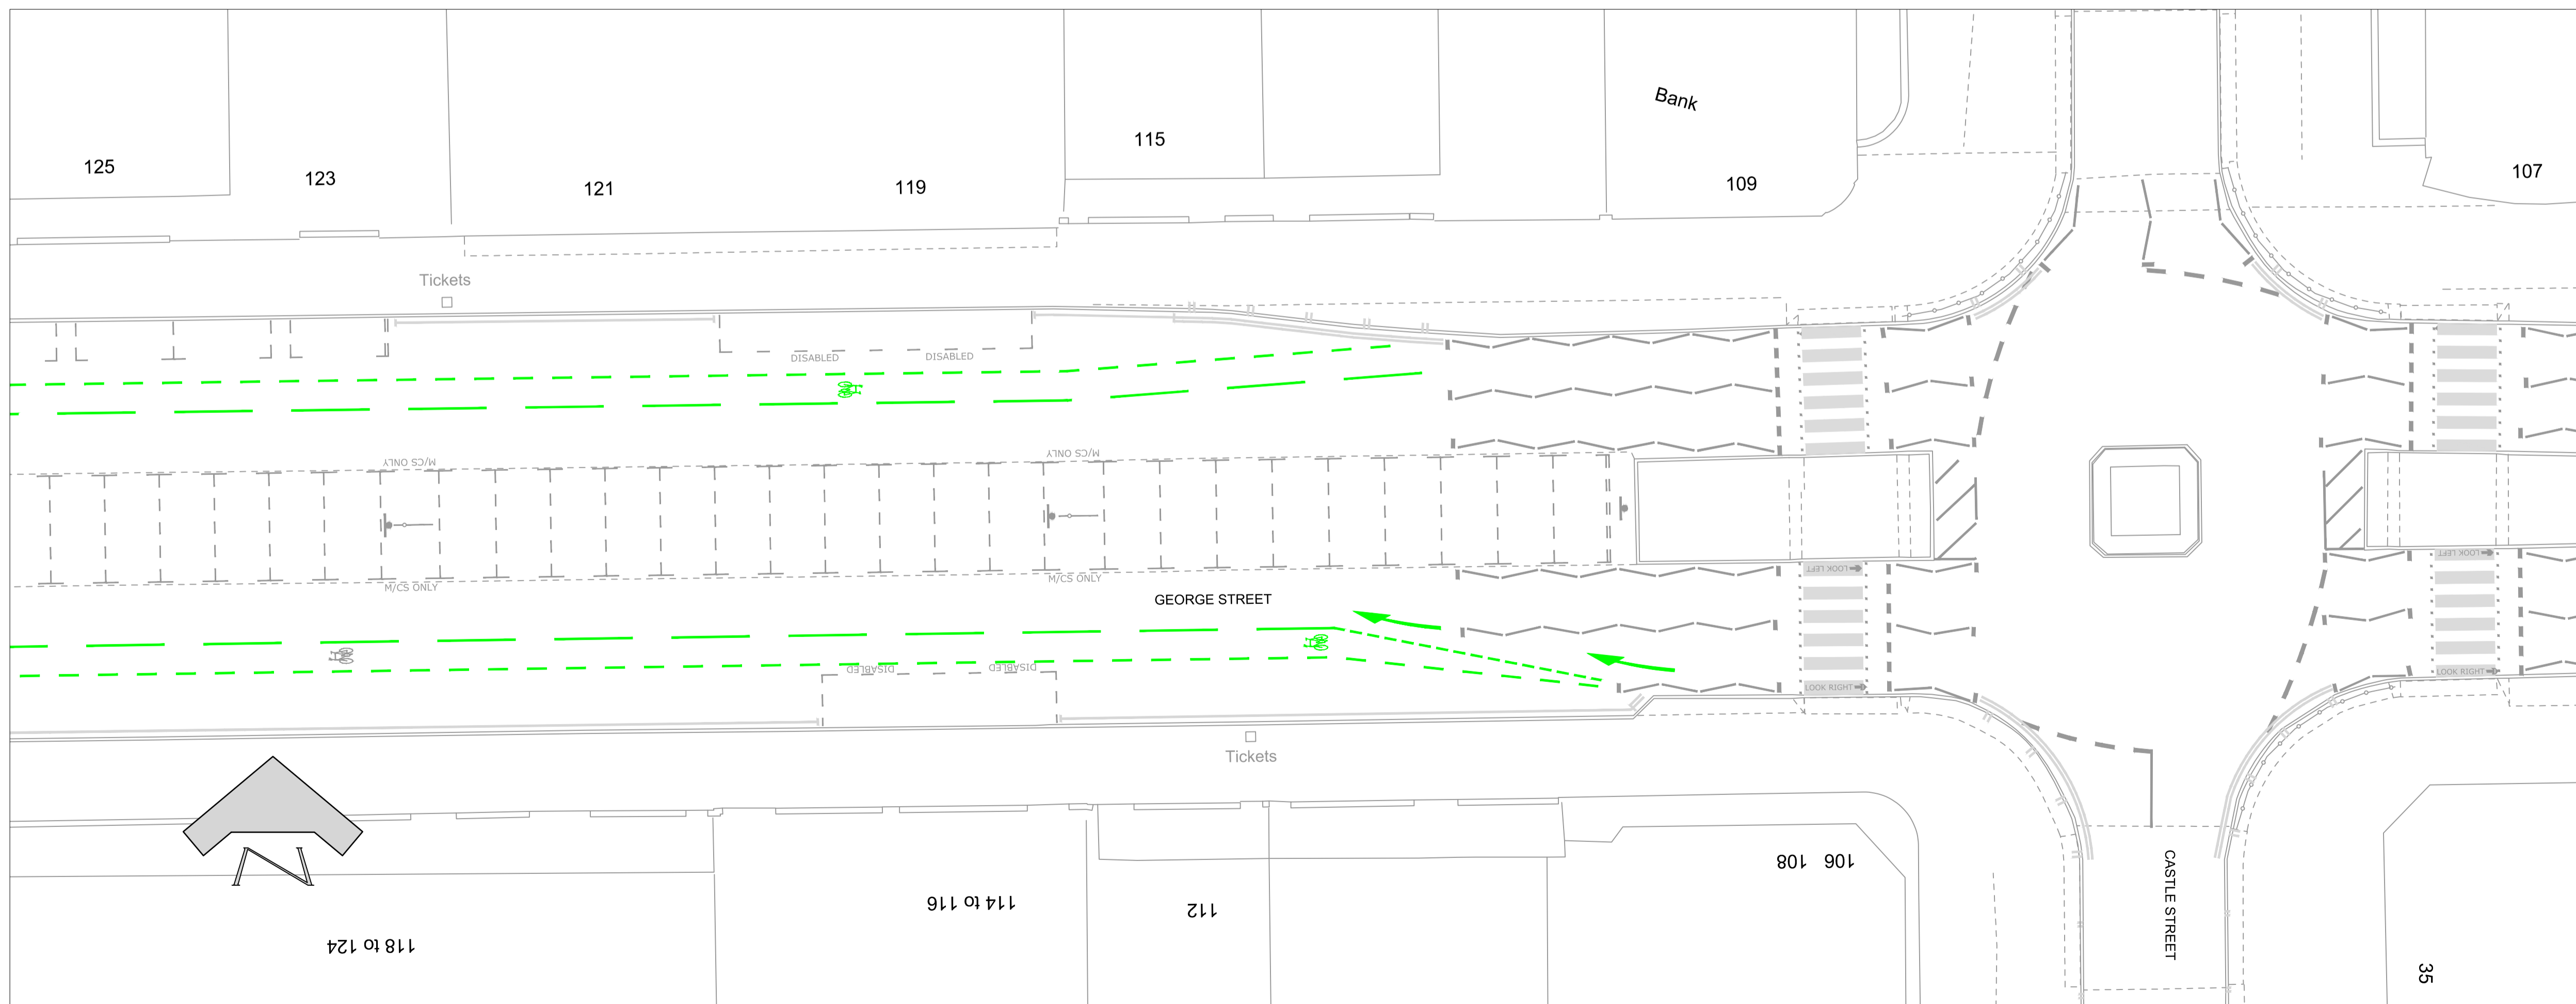 Bank
115
125
123
121
119
109
107
Tickets
DISABLED
DISABLED
M/CS ONLY
M/CS ONLY
LOOK LEFT
LOOK LEFT
M/CS ONLY
M/CS ONLY
GEORGE STREET
DISABLED
DISABLED
LOOK RIGHT
LOOK RIGHT
Tickets
N
108
106
114 to 116
112
118 to 124
CASTLE STREET
35